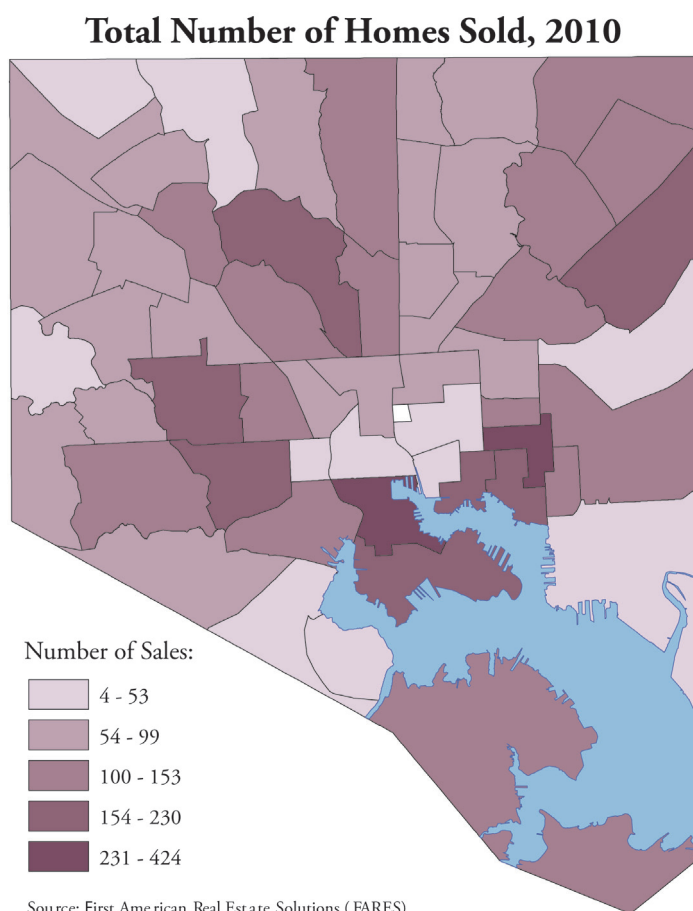 Total Number of Homes Sold, 2010
Number of Sales:
4 - 53
54 - 99
100 - 153
154 - 230
231 - 424
Source: First American Real Estate Solutions (FARES)